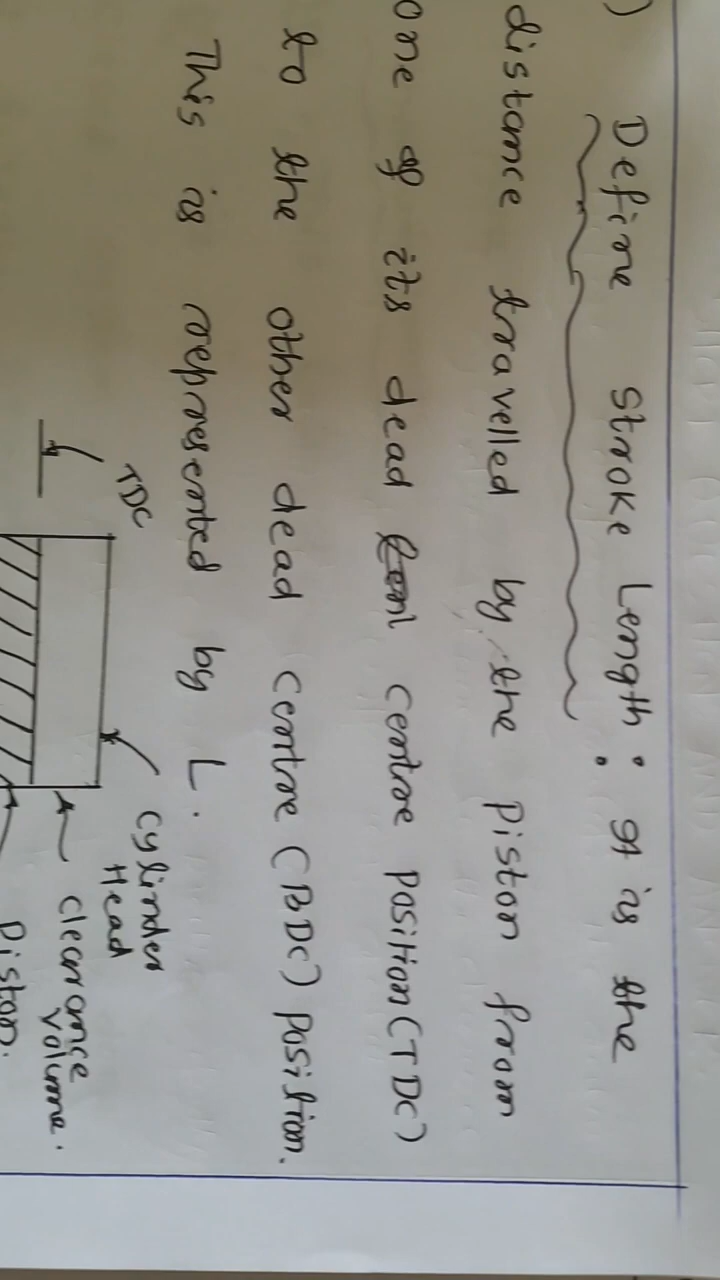 ) Define Stroke Length : It is the
distance travelled by the Piston from
one of its dead centre position (TDC)
to the other dead centre (BDC) position.
This is represented by L.
TDC
Cylinder
Head
Clearance
Volume.
Piston.